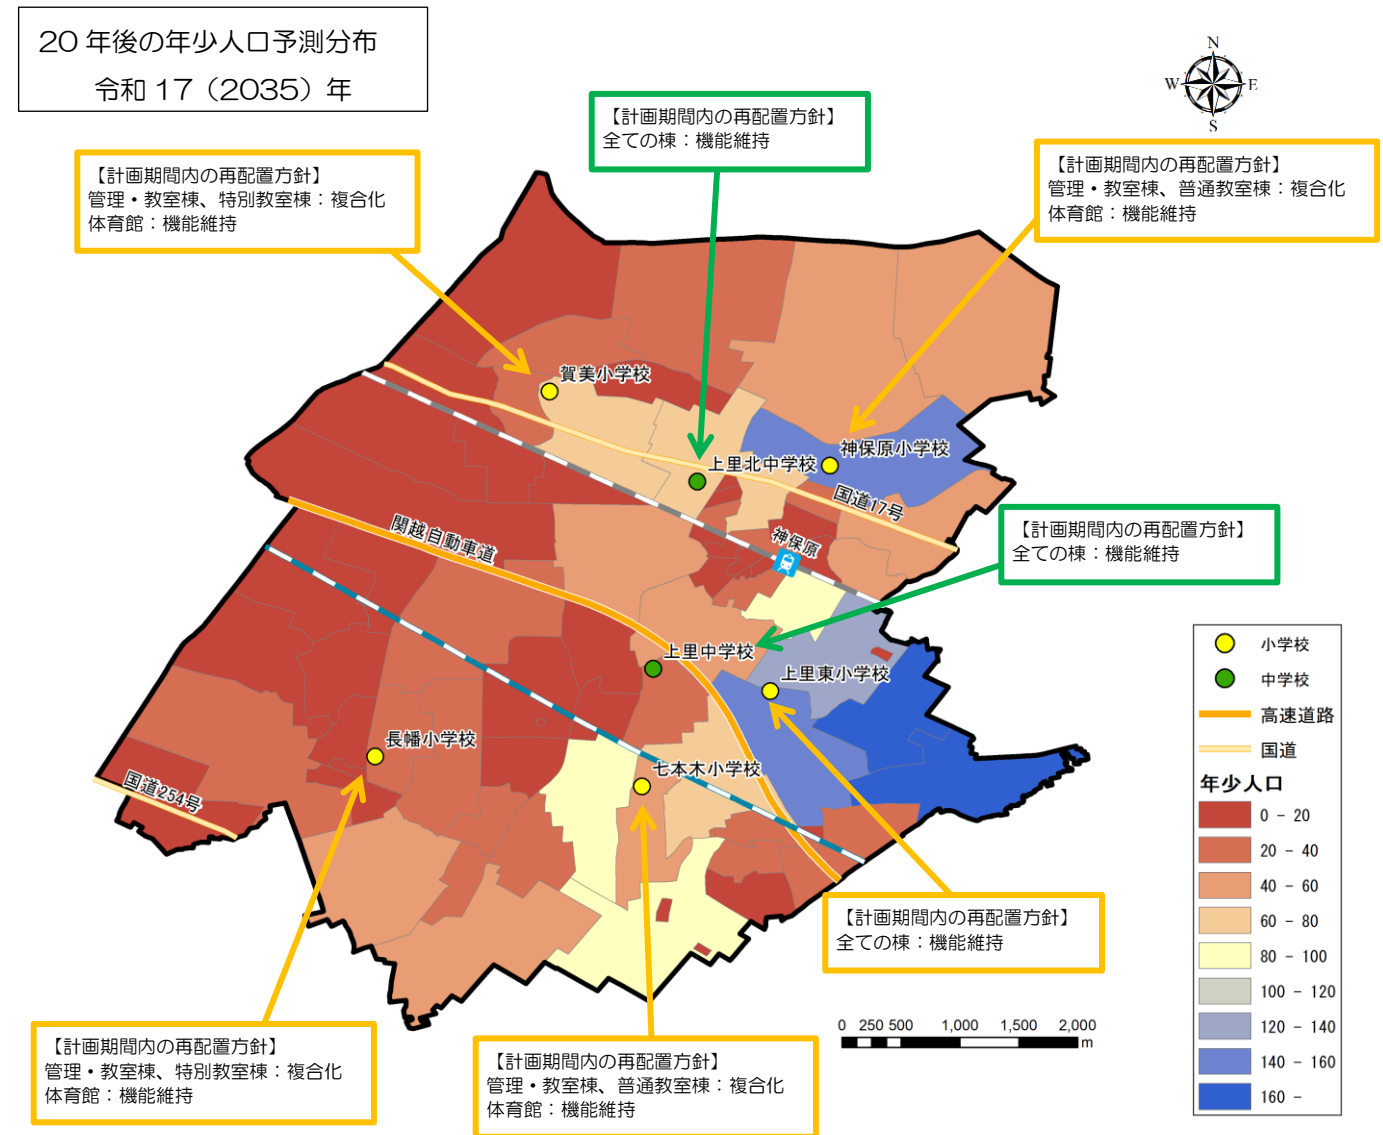 20 年後の年少人口予測分布
令和 17（2035）年
N
W E
S
【計画期間内の再配置方針】
全ての棟：機能維持
【計画期間内の再配置方針】
管理・教室棟、特別教室棟：複合化
体育館：機能維持
【計画期間内の再配置方針】
管理・教室棟、普通教室棟：複合化
体育館：機能維持
賀美小学校
神保原小学校
上里北中学校
国道17号
関越自動車道
神保原
【計画期間内の再配置方針】
全ての棟：機能維持
上里中学校
上里東小学校
長幡小学校
七本木小学校
国道254号
小学校
中学校
高速道路
国道
年少人口
0 － 20
20 － 40
40 － 60
60 － 80
80 － 100
100 － 120
120 － 140
140 － 160
160 －
【計画期間内の再配置方針】
全ての棟：機能維持
0 250 500 1,000 1,500 2,000
m
【計画期間内の再配置方針】
管理・教室棟、特別教室棟：複合化
体育館：機能維持
【計画期間内の再配置方針】
管理・教室棟、普通教室棟：複合化
体育館：機能維持